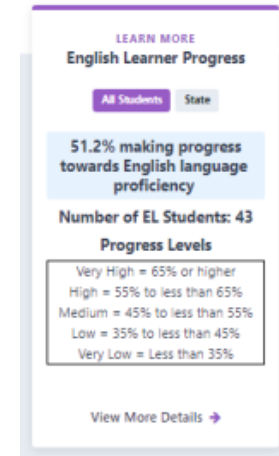 LEARN MORE
English Learner Progress
All Students State
51.2% making progress
towards English language
proficiency
Number of EL Students: 43
Progress Levels
Very High = 65% or higher
High = 55% to less than 65%
Medium = 45% to less than 55%
Low = 35% to less than 45%
Very Low = Less than 35%
View More Details →